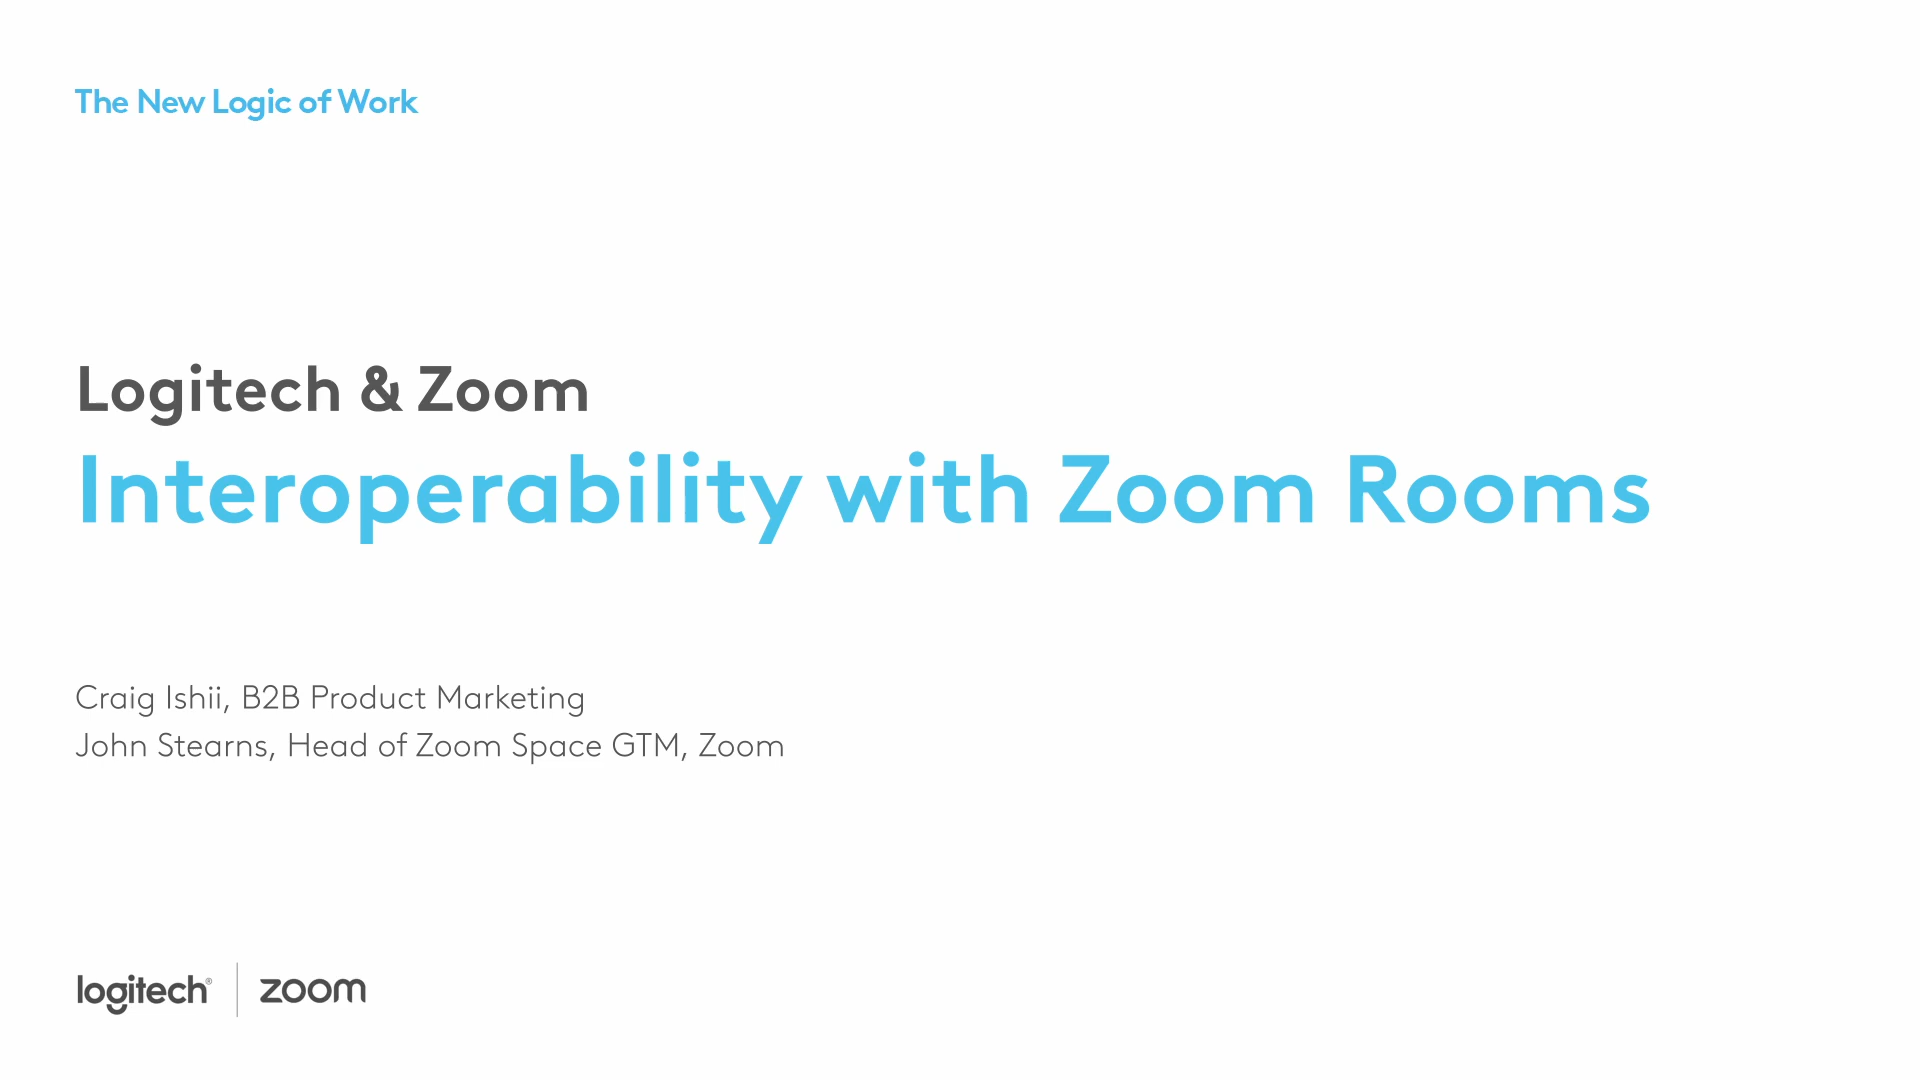 The New Logic of Work
Logitech & Zoom
Interoperability with Zoom Rooms
Craig Ishii, B2B Product Marketing
John Stearns, Head of Zoom Space GTM, Zoom
logitech® | zoom